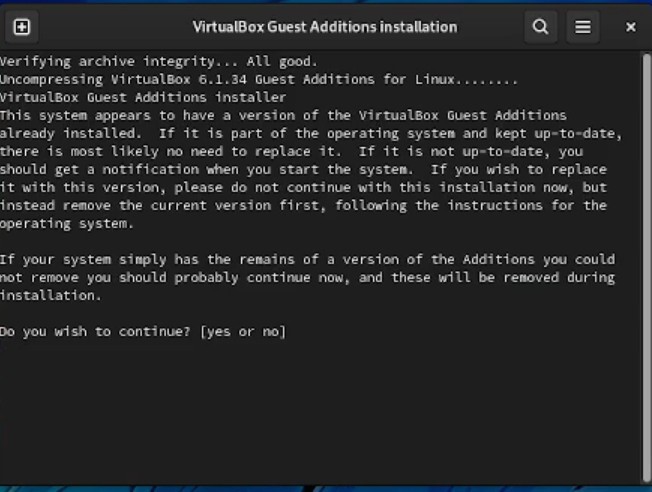 VirtualBox Guest Additions installation
Verifying archive integrity... All good.
Uncompressing VirtualBox 6.1.34 Guest Additions for Linux........
VirtualBox Guest Additions installer
This system appears to have a version of the VirtualBox Guest Additions
already installed.  If it is part of the operating system and kept up-to-date,
there is most likely no need to replace it.  If it is not up-to-date, you
should get a notification when you start the system.  If you wish to replace
it with this version, please do not continue with this installation now, but
instead remove the current version first, following the instructions for the
operating system.
If your system simply has the remains of a version of the Additions you could
not remove you should probably continue now, and these will be removed during
installation.
Do you wish to continue? [yes or no]